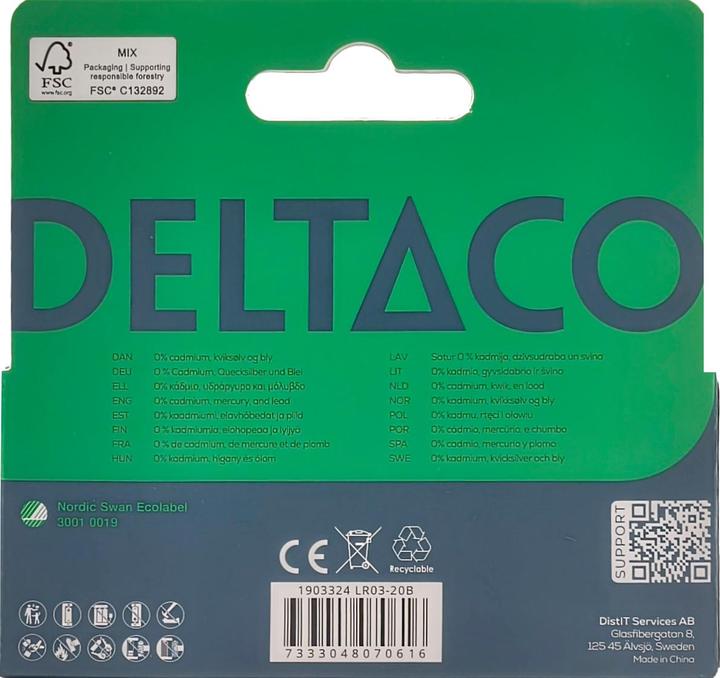 MIX
Packaging | Supporting
responsible forestry
FSC® C132892
FSC
www.fsc.org
DELTACO
DAN 0% cadmium, kviksølv og bly
DEU 0 % Cadmium, Quecksilber und Blei
ELL 0% κάδμιο, υδράργυρο και μόλυβδο
ENG 0% cadmium, mercury, and lead
EST 0% kaadmiumi, elavhõbedat ja pliid
FIN 0 % kadmiumia, elohopeaa ja lyijyä
FRA 0 % de cadmium, de mercure et de plomb
HUN 0% kadmium, higany és ólom
LAV Satur 0 % kadmija, dzīvsudraba un svina
LIT 0% kadmio, gyvsidabrio ir švino
NLD 0% cadmium, kwik, en lood
NOR 0% kadmium, kvikksølv og bly
POL 0% kadmu, rtęci i ołowiu
POR 0% cádmio, mercúrio, e chumbo
SPA 0% cadmio, mercurio y plomo
SWE 0% kadmium, kvicksilver och bly
Nordic Swan Ecolabel
3001 0019
CE
Recyclable
SUPPORT
1903324 LR03-20B
7333048070616
DistIT Services AB
Glasfibergatan 8,
125 45 Älvsjö, Sweden
Made in China